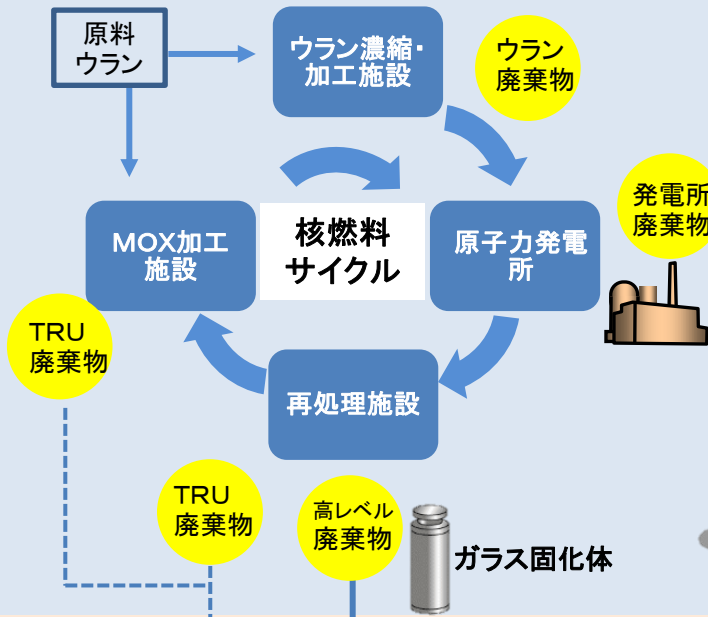 原料
ウラン
ウラン濃縮・
加工施設
ウラン
廃棄物
発電所
廃棄物
MOX加工
施設
核燃料
サイクル
原子力発電
所
TRU
廃棄物
再処理施設
TRU
廃棄物
高レベル
廃棄物
ガラス固化体